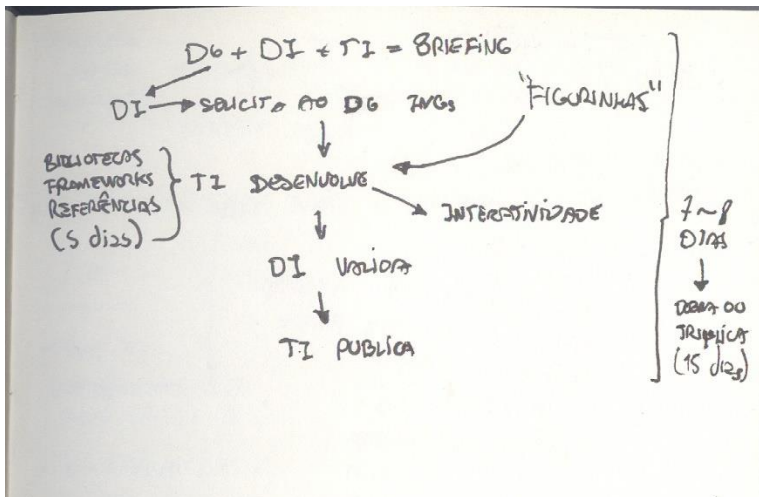 DG + DI + TI = BRIEFING
DI → SOLICITA AO DG IMGs
"FIGURINHAS"
BIBLIOTECAS
FRAMEWORKS
REFERÊNCIAS
(5 dias)
TI DESENVOLVE
INTERATIVIDADE
DI VALIDA
TI PUBLICA
7 ~ 8
DIAS
DOBRA OU
TRIPLICA
(15 dias)